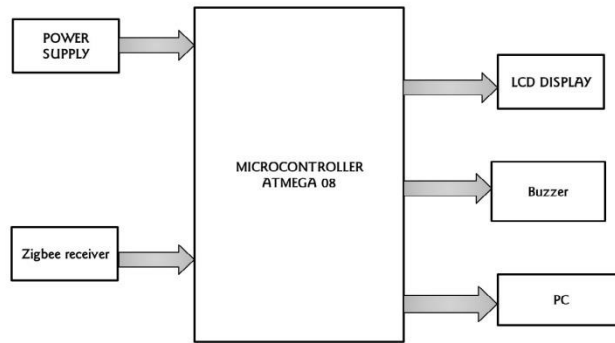 POWER
SUPPLY
LCD DISPLAY
MICROCONTROLLER
ATMEGA 08
Buzzer
Zigbee receiver
PC